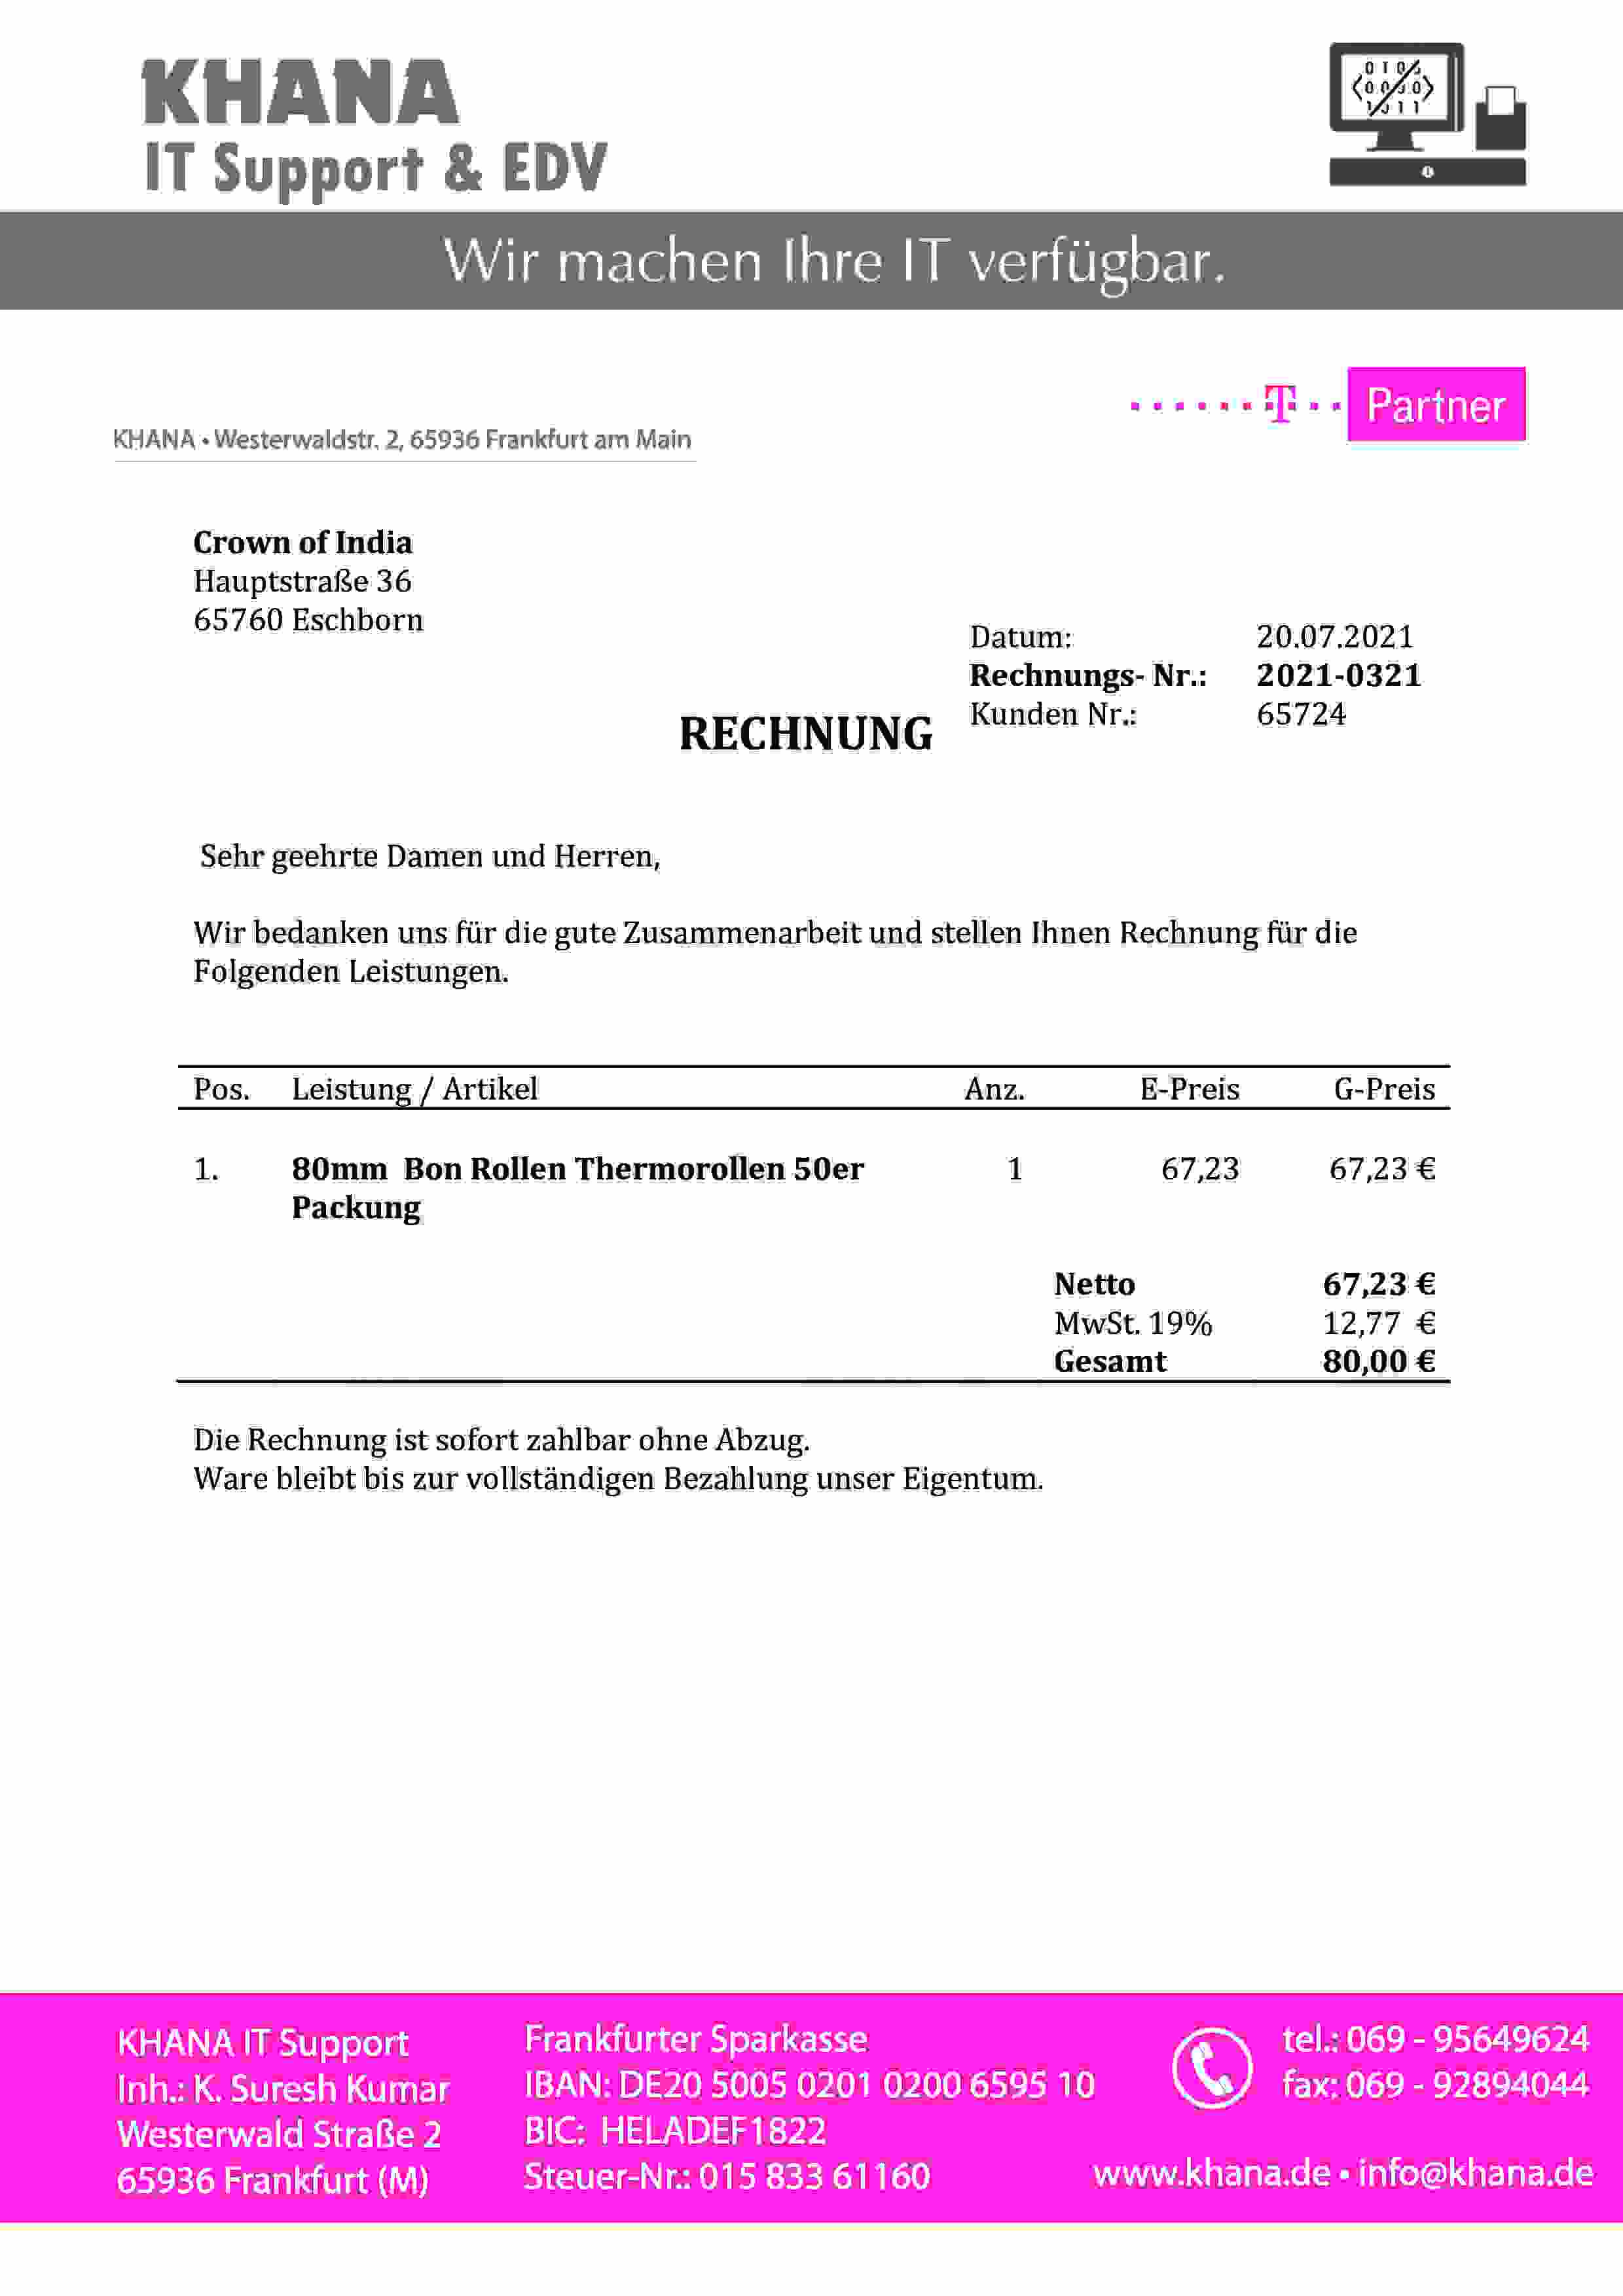 KHANA
IT Support & EDV
Wir machen Ihre IT verfügbar.
T Partner
KHANA • Westerwaldstr. 2, 65936 Frankfurt am Main
Crown of India
Hauptstraße 36
65760 Eschborn
Datum: 20.07.2021
Rechnungs- Nr.: 2021-0321
Kunden Nr.: 65724
RECHNUNG
Sehr geehrte Damen und Herren,
Wir bedanken uns für die gute Zusammenarbeit und stellen Ihnen Rechnung für die
Folgenden Leistungen.
Pos. Leistung / Artikel Anz. E-Preis G-Preis
1. 80mm Bon Rollen Thermorollen 50er 1 67,23 67,23 €
Packung
Netto 67,23 €
MwSt. 19% 12,77 €
Gesamt 80,00 €
Die Rechnung ist sofort zahlbar ohne Abzug.
Ware bleibt bis zur vollständigen Bezahlung unser Eigentum.
KHANA IT Support
Inh.: K. Suresh Kumar
Westerwald Straße 2
65936 Frankfurt (M)
Frankfurter Sparkasse
IBAN: DE20 5005 0201 0200 6595 10
BIC: HELADEF1822
Steuer-Nr.: 015 833 61160
tel.: 069 - 95649624
fax: 069 - 92894044
www.khana.de • info@khana.de